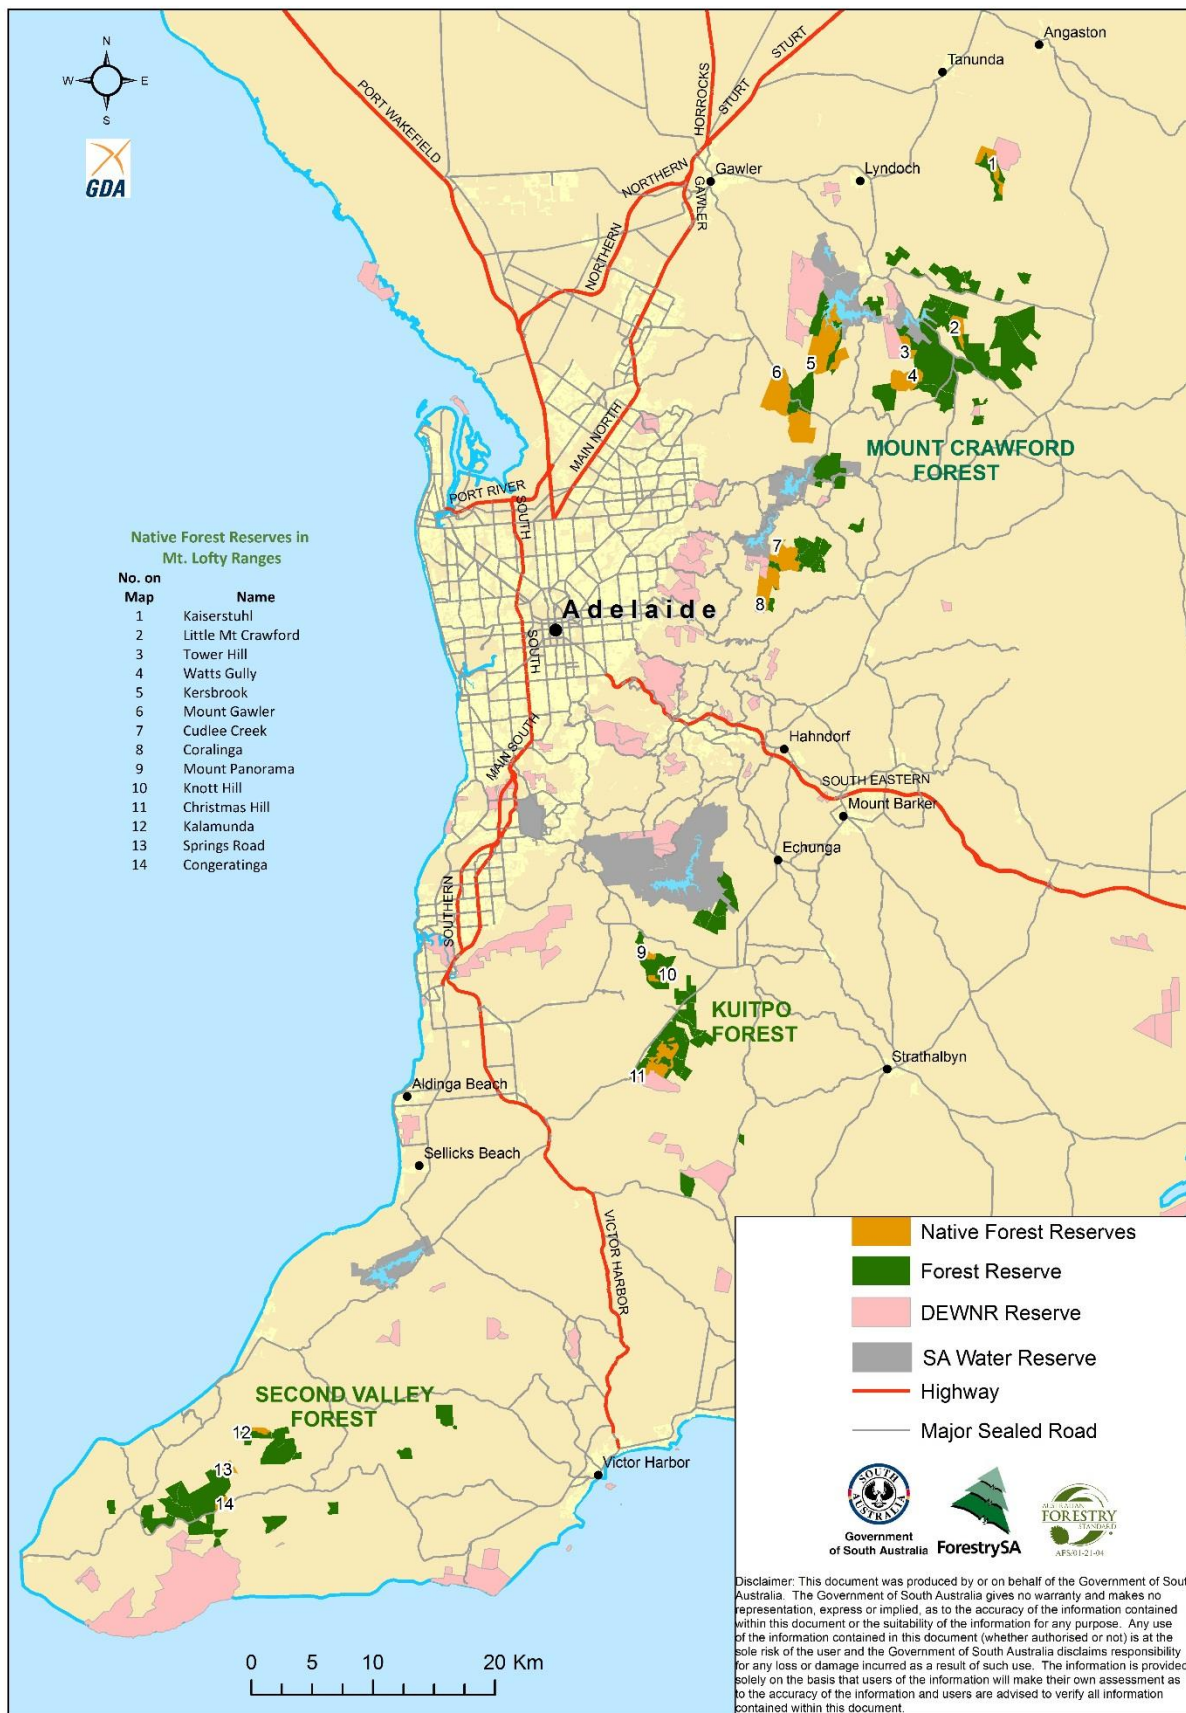 N
W E
S
GDA
Angaston
Tanunda
STURT
HORROCKS
STURT
PORT WAKEFIELD
NORTHERN
Gawler
Lyndoch
GAWLER
NORTHERN
1
2
3
4
5
6
MAIN NORTH
MOUNT CRAWFORD
FOREST
PORT RIVER
SOUTH
7
8
Adelaide
SOUTH
MAIN SOUTH
Hahndorf
SOUTH EASTERN
Mount Barker
Echunga
SOUTHERN
9
10
KUITPO
FOREST
11
Strathalbyn
Aldinga Beach
Sellicks Beach
VICTOR HARBOR
SECOND VALLEY
FOREST
12
13
14
Victor Harbor
Native Forest Reserves in
Mt. Lofty Ranges
No. on
Map Name
1 Kaiserstuhl
2 Little Mt Crawford
3 Tower Hill
4 Watts Gully
5 Kersbrook
6 Mount Gawler
7 Cudlee Creek
8 Coralinga
9 Mount Panorama
10 Knott Hill
11 Christmas Hill
12 Kalamunda
13 Springs Road
14 Congeratinga
Native Forest Reserves
Forest Reserve
DEWNR Reserve
SA Water Reserve
Highway
Major Sealed Road
SOUTH
AUSTRALIA
Government
of South Australia
ForestrySA
AUSTRALIAN
FORESTRY
STANDARD
AFS/01-21-04
Disclaimer: This document was produced by or on behalf of the Government of Sout
Australia. The Government of South Australia gives no warranty and makes no
representation, express or implied, as to the accuracy of the information contained
within this document or the suitability of the information for any purpose. Any use
of the information contained in this document (whether authorised or not) is at the
sole risk of the user and the Government of South Australia disclaims responsibility
for any loss or damage incurred as a result of such use. The information is provided
solely on the basis that users of the information will make their own assessment as
to the accuracy of the information and users are advised to verify all information
contained within this document.
0 5 10 20 Km